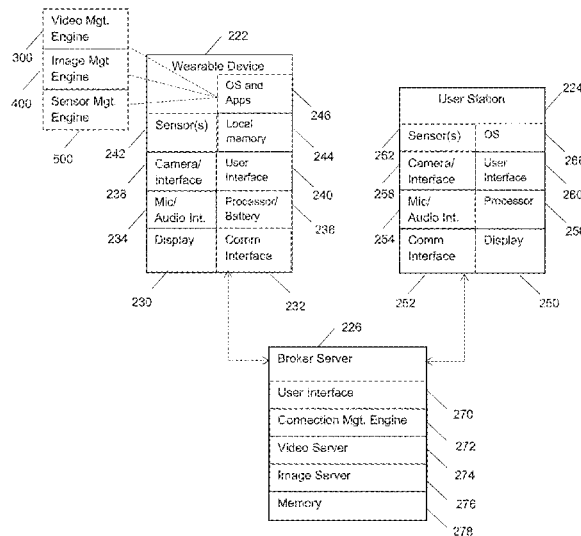 Video Mgt.
Engine
300
Image Mgt
Engine
400
Sensor Mgt.
Engine
500
222
Wearable Device
OS and
Apps
246
Sensor(s)
242
Local
memory
244
Camera/
Interface
238
User
Interface
240
Mic/
Audio Int.
234
Processor/
Battery
236
Display
230
Comm
Interface
232
224
User Station
Sensor(s)
262
OS
266
Camera/
Interface
256
User
Interface
260
Mic/
Audio Int.
254
Processor
258
Comm
Interface
252
Display
250
226
Broker Server
User Interface
270
Connection Mgt. Engine
272
Video Server
274
Image Server
276
Memory
278